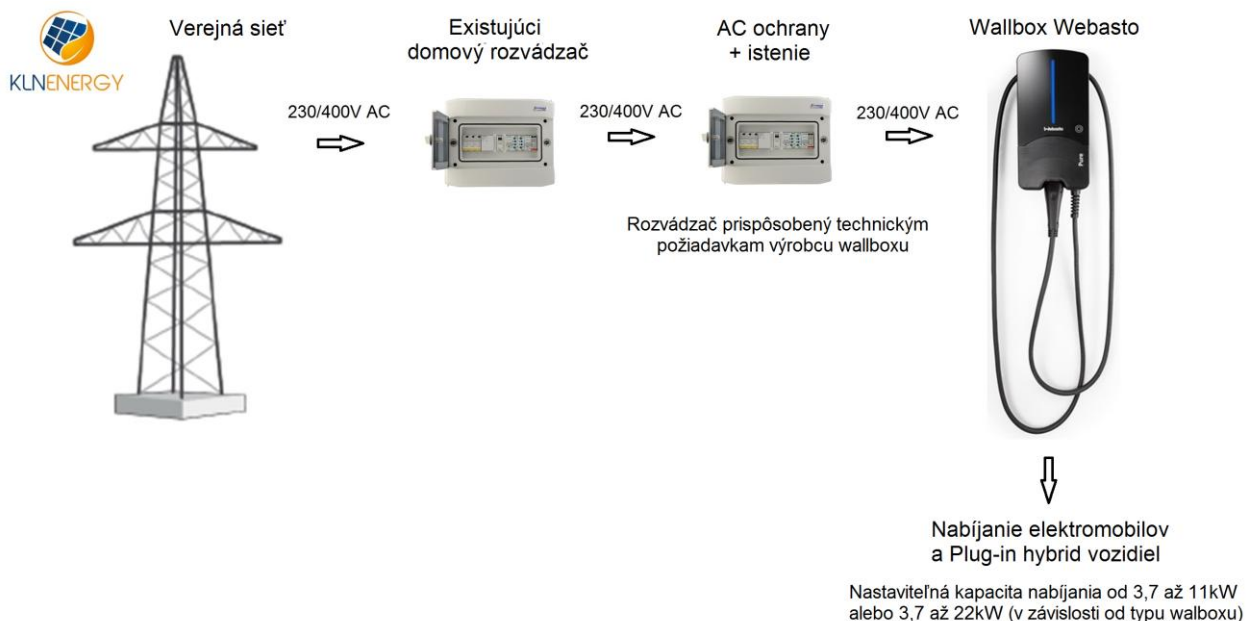 KLNENERGY
Verejná sieť
Existujúci
domový rozvádzač
AC ochrany
+ istenie
Wallbox Webasto
230/400V AC
230/400V AC
230/400V AC
Rozvádzač prispôsobený technickým
požiadavkam výrobcu wallboxu
Webasto
Pure
Nabíjanie elektromobilov
a Plug-in hybrid vozidiel
Nastaviteľná kapacita nabíjania od 3,7 až 11kW
alebo 3,7 až 22kW (v závislosti od typu walboxu)